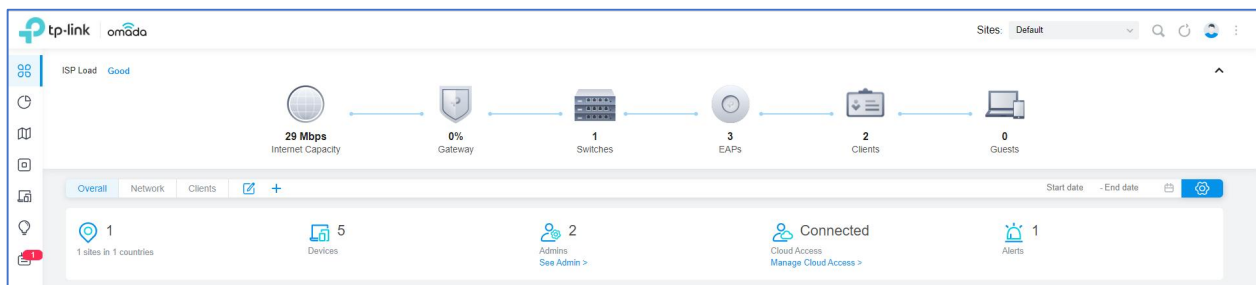 tp-link omada
Sites: Default
ISP Load Good
29 Mbps
Internet Capacity
0%
Gateway
1
Switches
3
EAPs
2
Clients
0
Guests
Overall Network Clients
Start date - End date
1
1 sites in 1 countries
5
Devices
2
Admins
See Admin >
Connected
Cloud Access
Manage Cloud Access >
1
Alerts
1